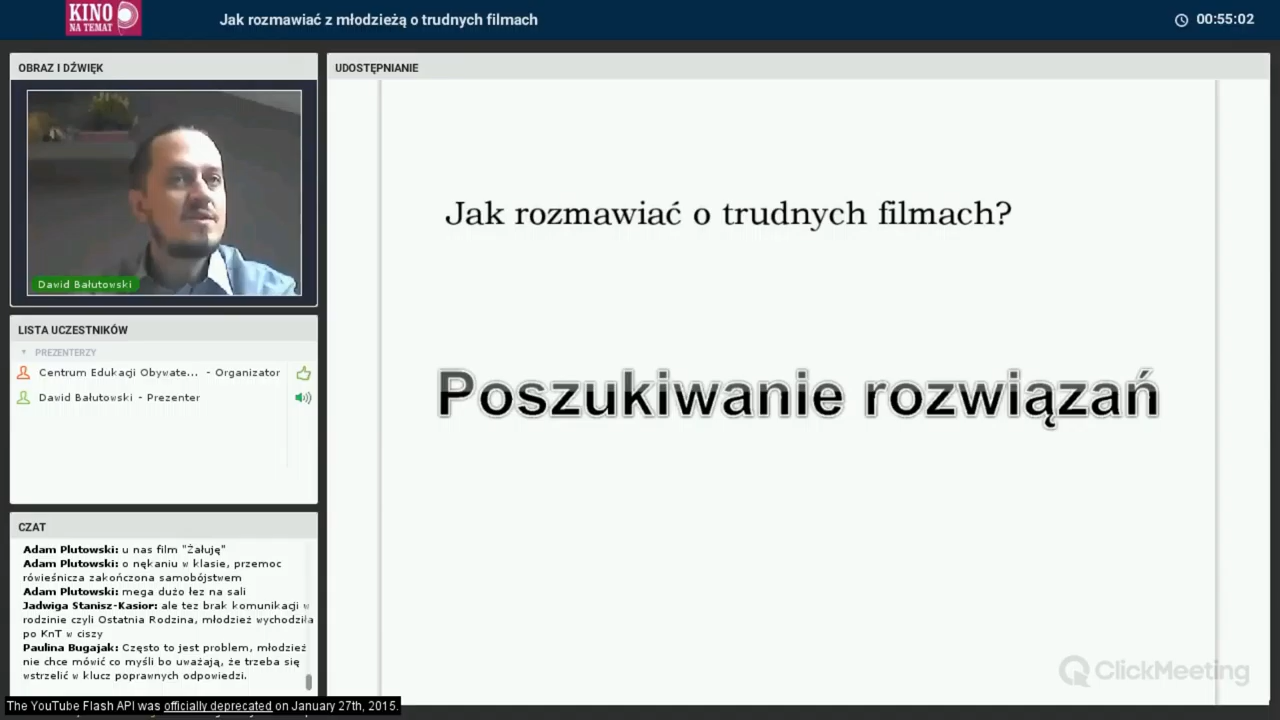 KINO
NA TEMAT
Jak rozmawiać z młodzieżą o trudnych filmach
00:55:02
OBRAZ I DŹWIĘK
Dawid Bałutowski
LISTA UCZESTNIKÓW
PREZENTERZY
Centrum Edukacji Obywate... - Organizator
Dawid Bałutowski - Prezenter
CZAT
Adam Plutowski: u nas film "Żałuję"
Adam Plutowski: o nękaniu w klasie, przemoc
rówieśnicza zakończona samobójstwem
Adam Plutowski: mega dużo łez na sali
Jadwiga Stanisz-Kasior: ale tez brak komunikacji w
rodzinie czyli Ostatnia Rodzina, młodzież wychodziła
po KnT w ciszy
Paulina Bugajak: Często to jest problem, młodzież
nie chce mówić co myśli bo uważają, że trzeba się
wstrzelić w klucz poprawnych odpowiedzi.
The YouTube Flash API was officially deprecated on January 27th, 2015.
UDOSTĘPNIANIE
Jak rozmawiać o trudnych filmach?
Poszukiwanie rozwiązań
ClickMeeting